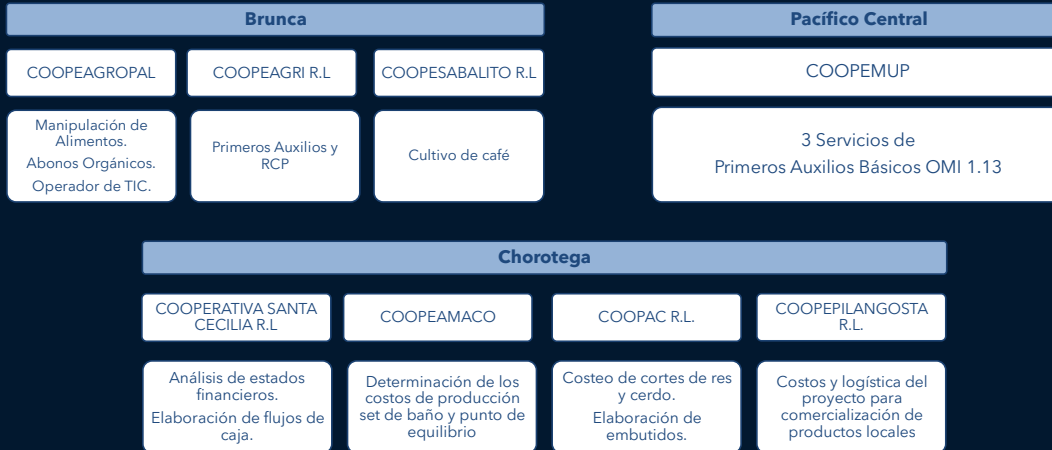 Brunca
Pacífico Central
COOPEAGROPAL
COOPEAGRI R.L
COOPESABALITO R.L
COOPEMUP
Manipulación de
Alimentos.
Abonos Orgánicos.
Operador de TIC.
Primeros Auxilios y
RCP
Cultivo de café
3 Servicios de
Primeros Auxilios Básicos OMI 1.13
Chorotega
COOPERATIVA SANTA
CECILIA R.L
COOPEAMACO
COOPAC R.L.
COOPEPILANGOSTA
R.L.
Análisis de estados
financieros.
Elaboración de flujos de
caja.
Determinación de los
costos de producción
set de baño y punto de
equilibrio
Costeo de cortes de res
y cerdo.
Elaboración de
embutidos.
Costos y logística del
proyecto para
comercialización de
productos locales